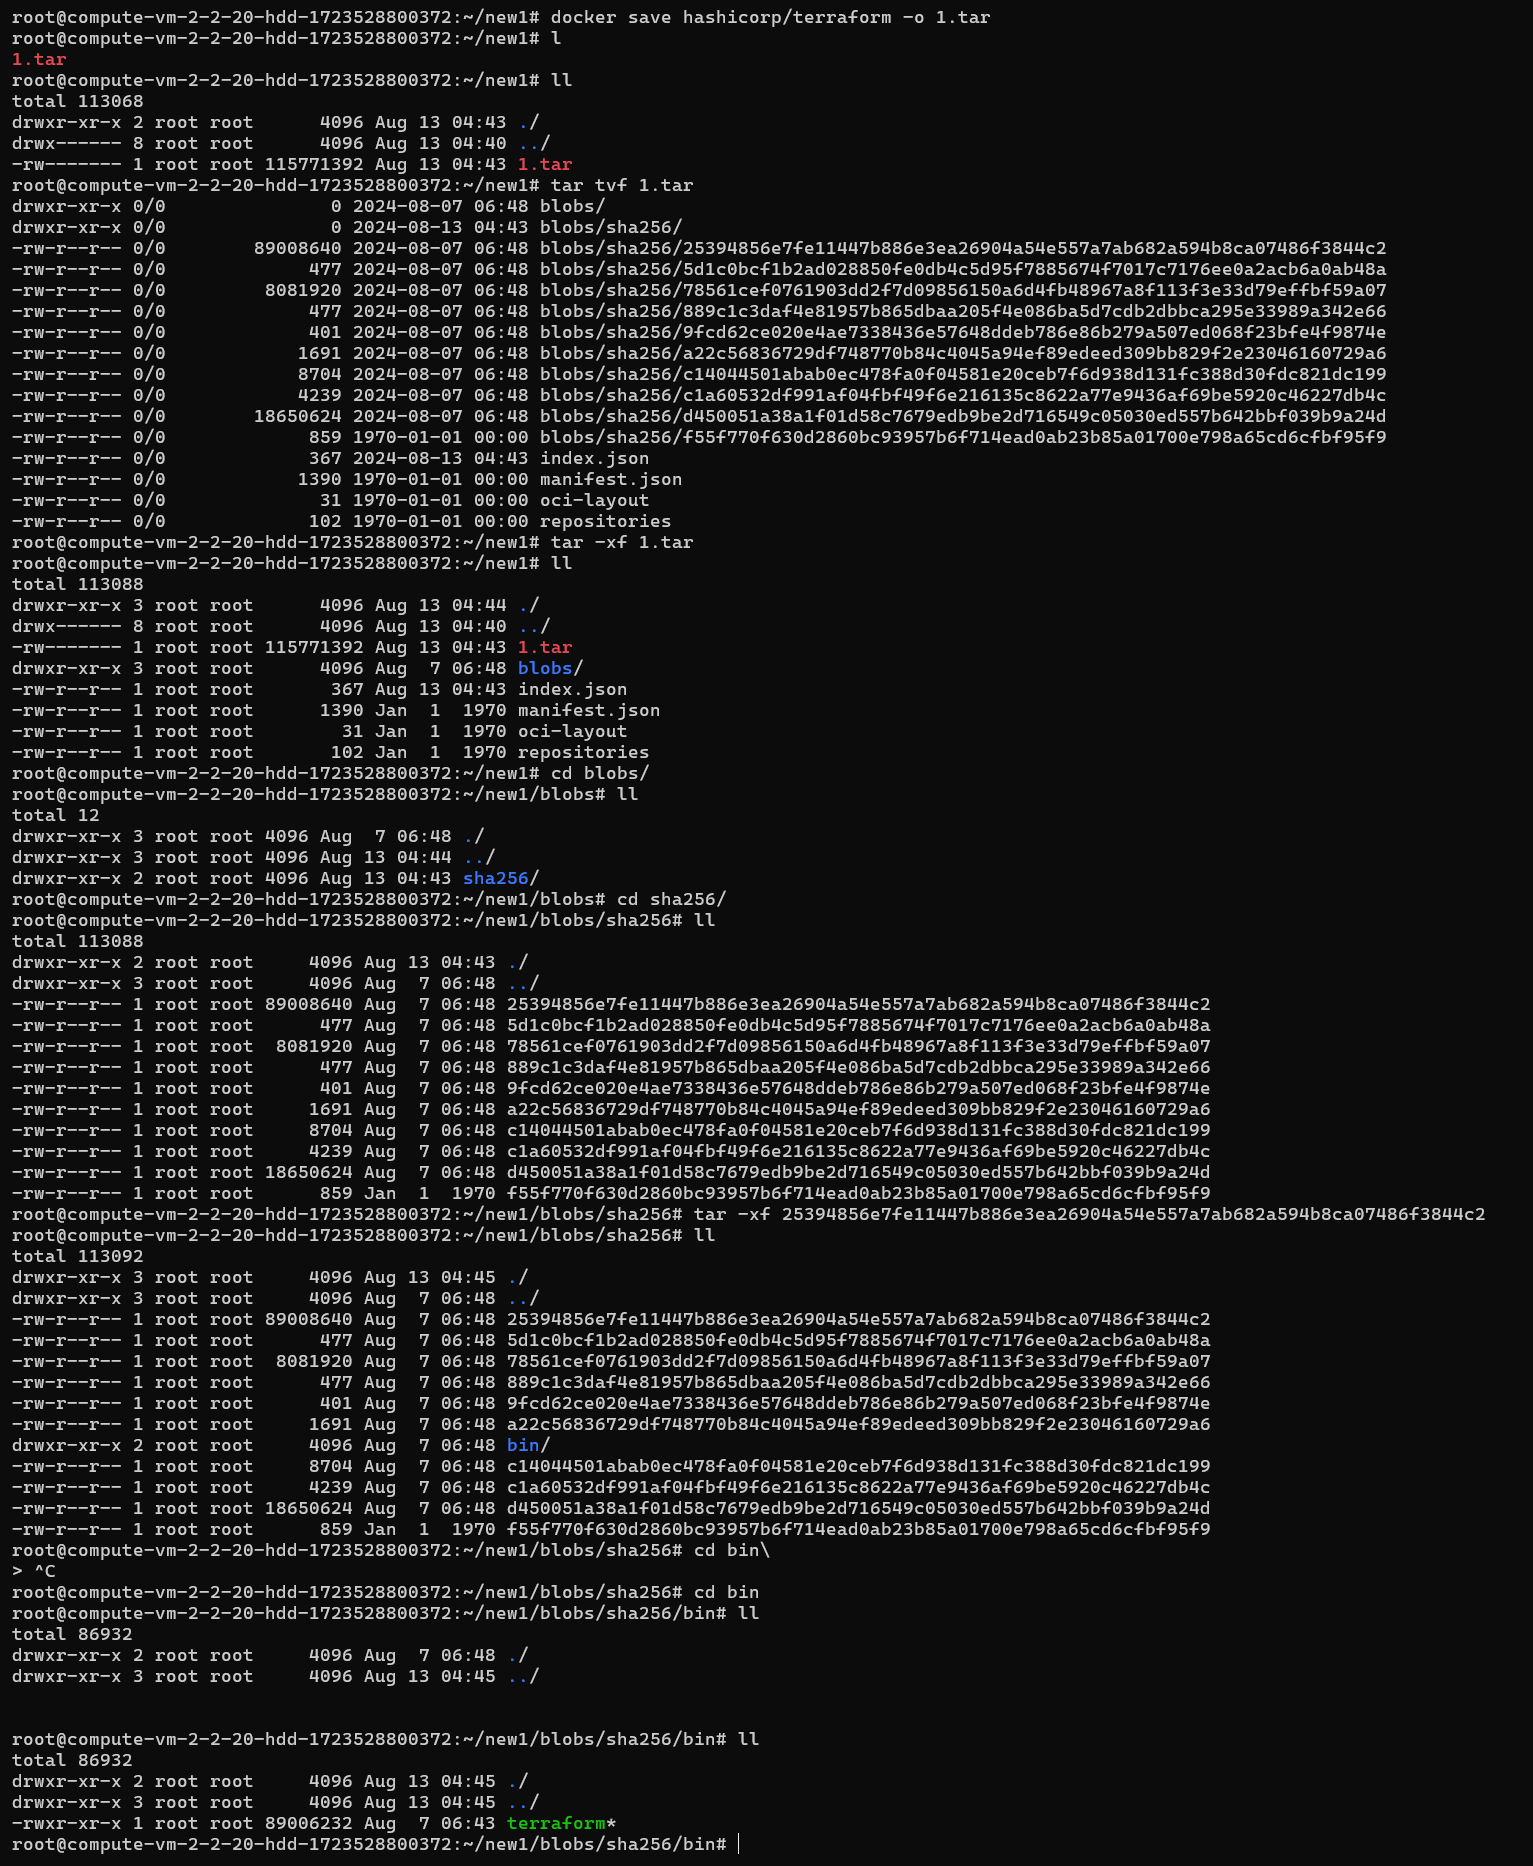 root@compute-vm-2-2-20-hdd-1723528800372:~/new1# docker save hashicorp/terraform -o 1.tar
root@compute-vm-2-2-20-hdd-1723528800372:~/new1# l
1.tar
root@compute-vm-2-2-20-hdd-1723528800372:~/new1# ll
total 113068
drwxr-xr-x 2 root root      4096 Aug 13 04:43 ./
drwx------ 8 root root      4096 Aug 13 04:40 ../
-rw------- 1 root root 115771392 Aug 13 04:43 1.tar
root@compute-vm-2-2-20-hdd-1723528800372:~/new1# tar tvf 1.tar
drwxr-xr-x 0/0               0 2024-08-07 06:48 blobs/
drwxr-xr-x 0/0               0 2024-08-13 04:43 blobs/sha256/
-rw-r--r-- 0/0        89008640 2024-08-07 06:48 blobs/sha256/25394856e7fe11447b886e3ea26904a54e557a7ab682a594b8ca07486f3844c2
-rw-r--r-- 0/0             477 2024-08-07 06:48 blobs/sha256/5d1c0bcf1b2ad028850fe0db4c5d95f7885674f7017c7176ee0a2acb6a0ab48a
-rw-r--r-- 0/0         8081920 2024-08-07 06:48 blobs/sha256/78561cef0761903dd2f7d09856150a6d4fb48967a8f113f3e33d79effbf59a07
-rw-r--r-- 0/0             477 2024-08-07 06:48 blobs/sha256/889c1c3daf4e81957b865dbaa205f4e086ba5d7cdb2dbbca295e33989a342e66
-rw-r--r-- 0/0             401 2024-08-07 06:48 blobs/sha256/9fcd62ce020e4ae7338436e57648ddeb786e86b279a507ed068f23bfe4f9874e
-rw-r--r-- 0/0            1691 2024-08-07 06:48 blobs/sha256/a22c56836729df748770b84c4045a94ef89edeed309bb829f2e23046160729a6
-rw-r--r-- 0/0            8704 2024-08-07 06:48 blobs/sha256/c14044501abab0ec478fa0f04581e20ceb7f6d938d131fc388d30fdc821dc199
-rw-r--r-- 0/0            4239 2024-08-07 06:48 blobs/sha256/c1a60532df991af04fbf49f6e216135c8622a77e9436af69be5920c46227db4c
-rw-r--r-- 0/0        18650624 2024-08-07 06:48 blobs/sha256/d450051a38a1f01d58c7679edb9be2d716549c05030ed557b642bbf039b9a24d
-rw-r--r-- 0/0             859 1970-01-01 00:00 blobs/sha256/f55f770f630d2860bc93957b6f714ead0ab23b85a01700e798a65cd6cfbf95f9
-rw-r--r-- 0/0             367 2024-08-13 04:43 index.json
-rw-r--r-- 0/0            1390 1970-01-01 00:00 manifest.json
-rw-r--r-- 0/0              31 1970-01-01 00:00 oci-layout
-rw-r--r-- 0/0             102 1970-01-01 00:00 repositories
root@compute-vm-2-2-20-hdd-1723528800372:~/new1# tar -xf 1.tar
root@compute-vm-2-2-20-hdd-1723528800372:~/new1# ll
total 113088
drwxr-xr-x 3 root root      4096 Aug 13 04:44 ./
drwx------ 8 root root      4096 Aug 13 04:40 ../
-rw------- 1 root root 115771392 Aug 13 04:43 1.tar
drwxr-xr-x 3 root root      4096 Aug  7 06:48 blobs/
-rw-r--r-- 1 root root       367 Aug 13 04:43 index.json
-rw-r--r-- 1 root root      1390 Jan  1  1970 manifest.json
-rw-r--r-- 1 root root        31 Jan  1  1970 oci-layout
-rw-r--r-- 1 root root       102 Jan  1  1970 repositories
root@compute-vm-2-2-20-hdd-1723528800372:~/new1# cd blobs/
root@compute-vm-2-2-20-hdd-1723528800372:~/new1/blobs# ll
total 12
drwxr-xr-x 3 root root 4096 Aug  7 06:48 ./
drwxr-xr-x 3 root root 4096 Aug 13 04:44 ../
drwxr-xr-x 2 root root 4096 Aug 13 04:43 sha256/
root@compute-vm-2-2-20-hdd-1723528800372:~/new1/blobs# cd sha256/
root@compute-vm-2-2-20-hdd-1723528800372:~/new1/blobs/sha256# ll
total 113088
drwxr-xr-x 2 root root     4096 Aug 13 04:43 ./
drwxr-xr-x 3 root root     4096 Aug  7 06:48 ../
-rw-r--r-- 1 root root 89008640 Aug  7 06:48 25394856e7fe11447b886e3ea26904a54e557a7ab682a594b8ca07486f3844c2
-rw-r--r-- 1 root root      477 Aug  7 06:48 5d1c0bcf1b2ad028850fe0db4c5d95f7885674f7017c7176ee0a2acb6a0ab48a
-rw-r--r-- 1 root root  8081920 Aug  7 06:48 78561cef0761903dd2f7d09856150a6d4fb48967a8f113f3e33d79effbf59a07
-rw-r--r-- 1 root root      477 Aug  7 06:48 889c1c3daf4e81957b865dbaa205f4e086ba5d7cdb2dbbca295e33989a342e66
-rw-r--r-- 1 root root      401 Aug  7 06:48 9fcd62ce020e4ae7338436e57648ddeb786e86b279a507ed068f23bfe4f9874e
-rw-r--r-- 1 root root     1691 Aug  7 06:48 a22c56836729df748770b84c4045a94ef89edeed309bb829f2e23046160729a6
-rw-r--r-- 1 root root     8704 Aug  7 06:48 c14044501abab0ec478fa0f04581e20ceb7f6d938d131fc388d30fdc821dc199
-rw-r--r-- 1 root root     4239 Aug  7 06:48 c1a60532df991af04fbf49f6e216135c8622a77e9436af69be5920c46227db4c
-rw-r--r-- 1 root root 18650624 Aug  7 06:48 d450051a38a1f01d58c7679edb9be2d716549c05030ed557b642bbf039b9a24d
-rw-r--r-- 1 root root      859 Jan  1  1970 f55f770f630d2860bc93957b6f714ead0ab23b85a01700e798a65cd6cfbf95f9
root@compute-vm-2-2-20-hdd-1723528800372:~/new1/blobs/sha256# tar -xf 25394856e7fe11447b886e3ea26904a54e557a7ab682a594b8ca07486f3844c2
root@compute-vm-2-2-20-hdd-1723528800372:~/new1/blobs/sha256# ll
total 113092
drwxr-xr-x 3 root root     4096 Aug 13 04:45 ./
drwxr-xr-x 3 root root     4096 Aug  7 06:48 ../
-rw-r--r-- 1 root root 89008640 Aug  7 06:48 25394856e7fe11447b886e3ea26904a54e557a7ab682a594b8ca07486f3844c2
-rw-r--r-- 1 root root      477 Aug  7 06:48 5d1c0bcf1b2ad028850fe0db4c5d95f7885674f7017c7176ee0a2acb6a0ab48a
-rw-r--r-- 1 root root  8081920 Aug  7 06:48 78561cef0761903dd2f7d09856150a6d4fb48967a8f113f3e33d79effbf59a07
-rw-r--r-- 1 root root      477 Aug  7 06:48 889c1c3daf4e81957b865dbaa205f4e086ba5d7cdb2dbbca295e33989a342e66
-rw-r--r-- 1 root root      401 Aug  7 06:48 9fcd62ce020e4ae7338436e57648ddeb786e86b279a507ed068f23bfe4f9874e
-rw-r--r-- 1 root root     1691 Aug  7 06:48 a22c56836729df748770b84c4045a94ef89edeed309bb829f2e23046160729a6
drwxr-xr-x 2 root root     4096 Aug  7 06:48 bin/
-rw-r--r-- 1 root root     8704 Aug  7 06:48 c14044501abab0ec478fa0f04581e20ceb7f6d938d131fc388d30fdc821dc199
-rw-r--r-- 1 root root     4239 Aug  7 06:48 c1a60532df991af04fbf49f6e216135c8622a77e9436af69be5920c46227db4c
-rw-r--r-- 1 root root 18650624 Aug  7 06:48 d450051a38a1f01d58c7679edb9be2d716549c05030ed557b642bbf039b9a24d
-rw-r--r-- 1 root root      859 Jan  1  1970 f55f770f630d2860bc93957b6f714ead0ab23b85a01700e798a65cd6cfbf95f9
root@compute-vm-2-2-20-hdd-1723528800372:~/new1/blobs/sha256# cd bin\
> ^C
root@compute-vm-2-2-20-hdd-1723528800372:~/new1/blobs/sha256# cd bin
root@compute-vm-2-2-20-hdd-1723528800372:~/new1/blobs/sha256/bin# ll
total 86932
drwxr-xr-x 2 root root     4096 Aug  7 06:48 ./
drwxr-xr-x 3 root root     4096 Aug 13 04:45 ../
root@compute-vm-2-2-20-hdd-1723528800372:~/new1/blobs/sha256/bin# ll
total 86932
drwxr-xr-x 2 root root     4096 Aug 13 04:45 ./
drwxr-xr-x 3 root root     4096 Aug 13 04:45 ../
-rwxr-xr-x 1 root root 89006232 Aug  7 06:43 terraform*
root@compute-vm-2-2-20-hdd-1723528800372:~/new1/blobs/sha256/bin#